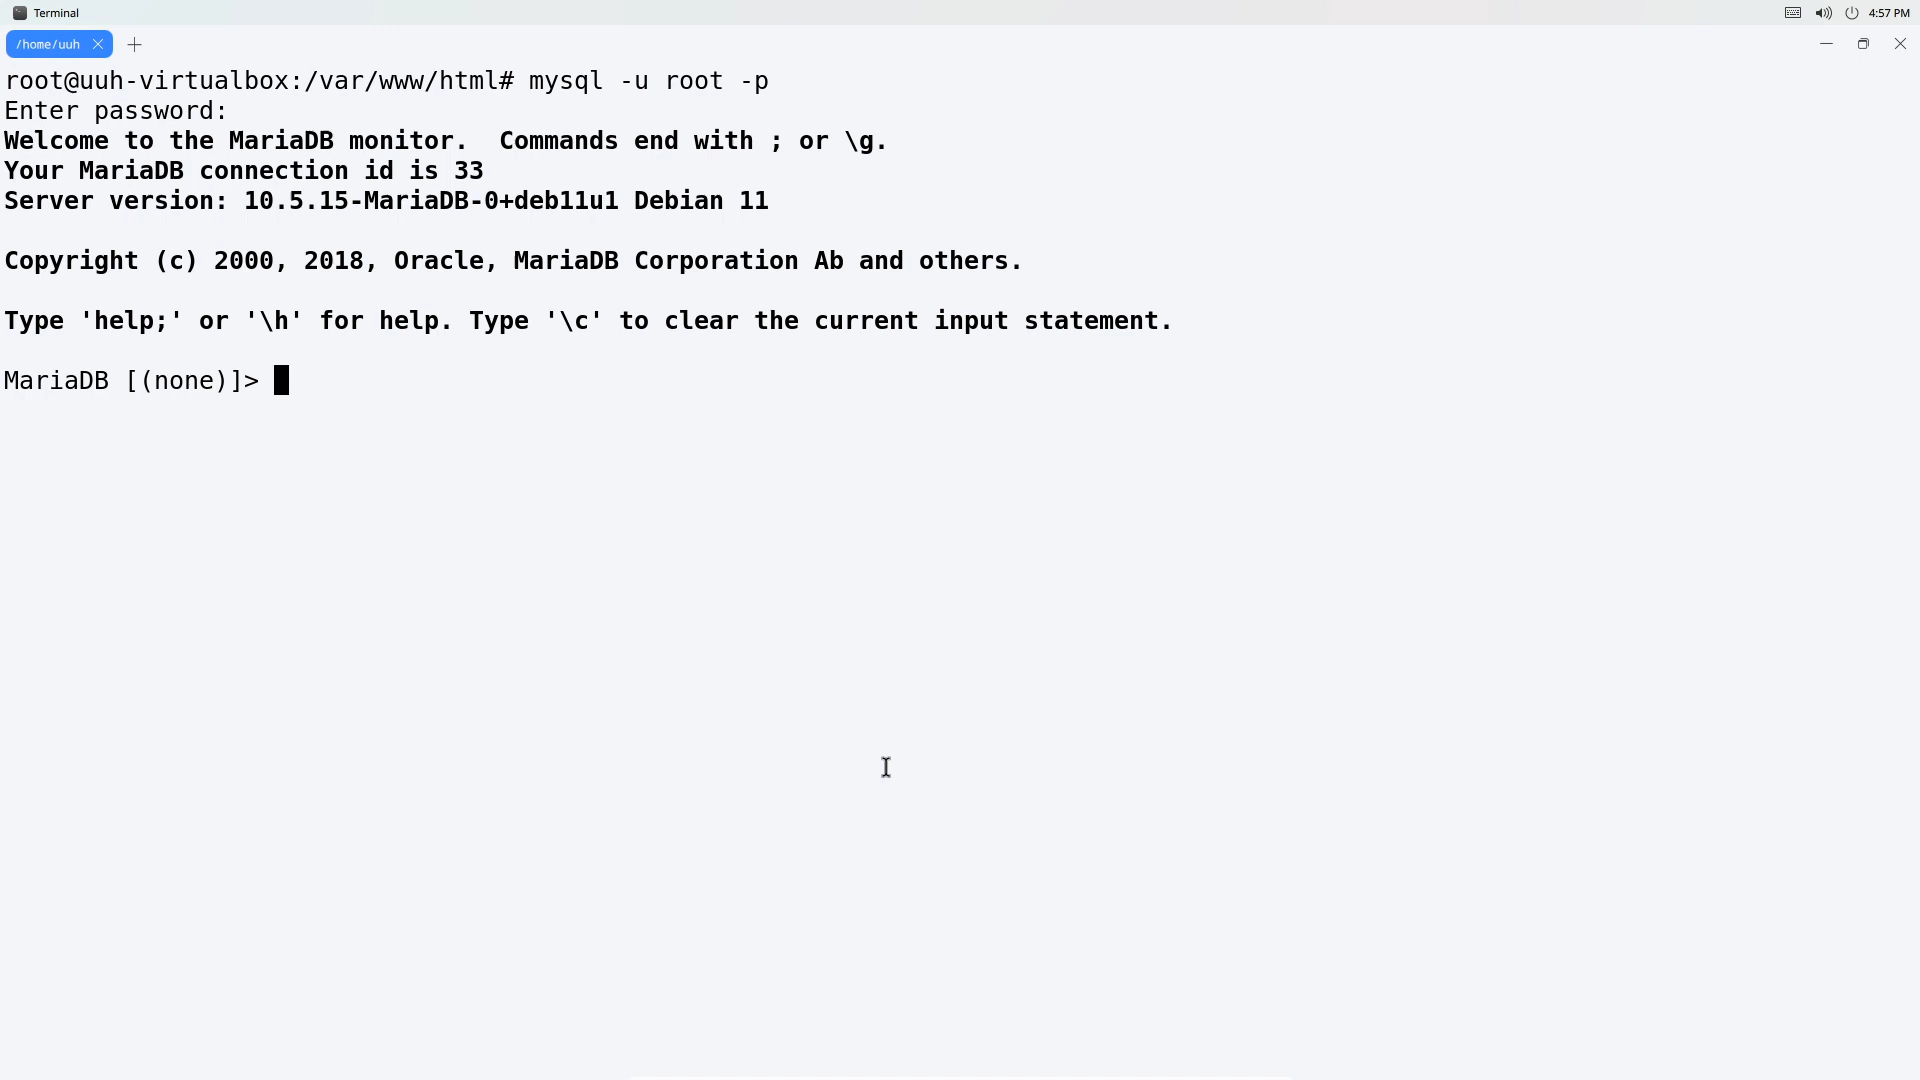 Terminal
4:57 PM
/home/uuh
root@uuh-virtualbox:/var/www/html# mysql -u root -p
Enter password:
Welcome to the MariaDB monitor.  Commands end with ; or \g.
Your MariaDB connection id is 33
Server version: 10.5.15-MariaDB-0+deb11u1 Debian 11
Copyright (c) 2000, 2018, Oracle, MariaDB Corporation Ab and others.
Type 'help;' or '\h' for help. Type '\c' to clear the current input statement.
MariaDB [(none)]>